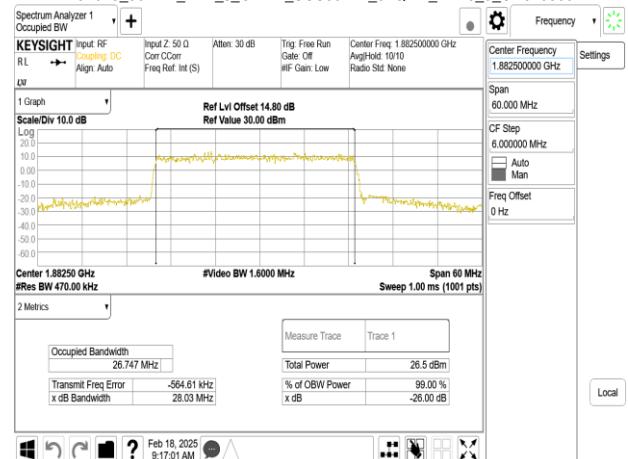 Spectrum Analyzer 1
Occupied BW
Frequency
KEYSIGHT
R L
Input: RF
Coupling: DC
Align: Auto
Input Z: 50 Ω
Corr CCorr
Freq Ref: Int (S)
Atten: 30 dB
Trig: Free Run
Gate: Off
#IF Gain: Low
Center Freq: 1.882500000 GHz
Avg|Hold: 10/10
Radio Std: None
Center Frequency
1.882500000 GHz
Settings
Span
60.000 MHz
CF Step
6.000000 MHz
Auto
Man
Freq Offset
0 Hz
1 Graph
Scale/Div 10.0 dB
Ref Lvl Offset 14.80 dB
Ref Value 30.00 dBm
Log
20.0
10.0
0.00
-10.0
-20.0
-30.0
-40.0
-50.0
-60.0
Center 1.88250 GHz
#Video BW 1.6000 MHz
Span 60 MHz
#Res BW 470.00 kHz
Sweep 1.00 ms (1001 pts)
2 Metrics
Measure Trace
Trace 1
Occupied Bandwidth
26.747 MHz
Total Power
26.5 dBm
Transmit Freq Error
-564.61 kHz
% of OBW Power
99.00 %
x dB Bandwidth
28.03 MHz
x dB
-26.00 dB
Local
Feb 18, 2025
9:17:01 AM